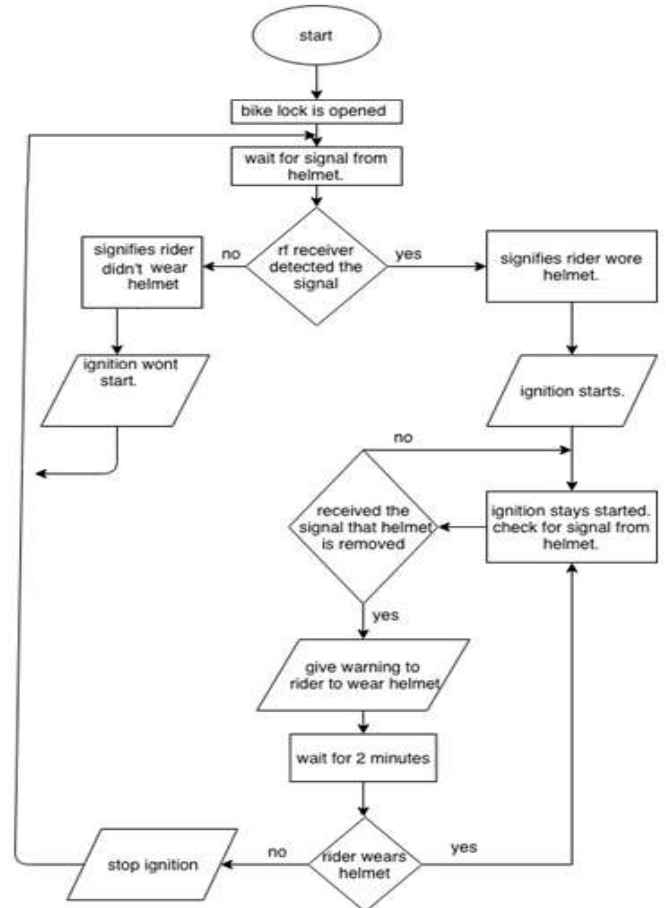 start
bike lock is opened
wait for signal from
helmet.
rf receiver
detected the
signal
no
yes
signifies rider
didn't wear
helmet
signifies rider wore
helmet.
ignition wont
start.
ignition starts.
no
received the
signal that helmet
is removed
ignition stays started.
check for signal from
helmet.
yes
give warning to
rider to wear helmet
wait for 2 minutes
rider wears
helmet
no
yes
stop ignition